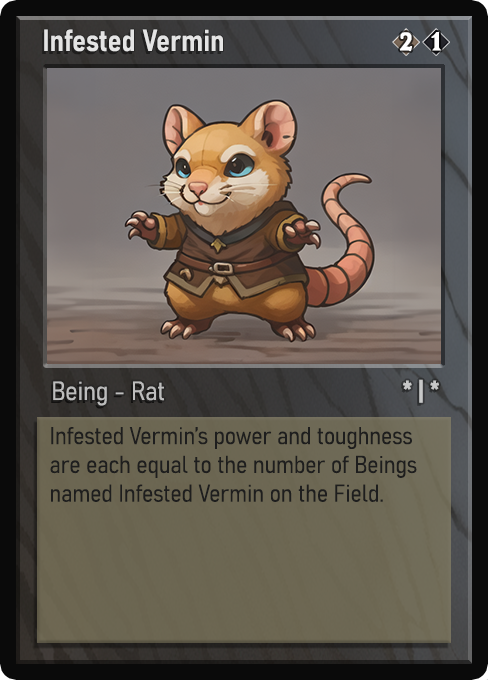 Infested Vermin 2 1
Being - Rat *|*
Infested Vermin's power and toughness
are each equal to the number of Beings
named Infested Vermin on the Field.